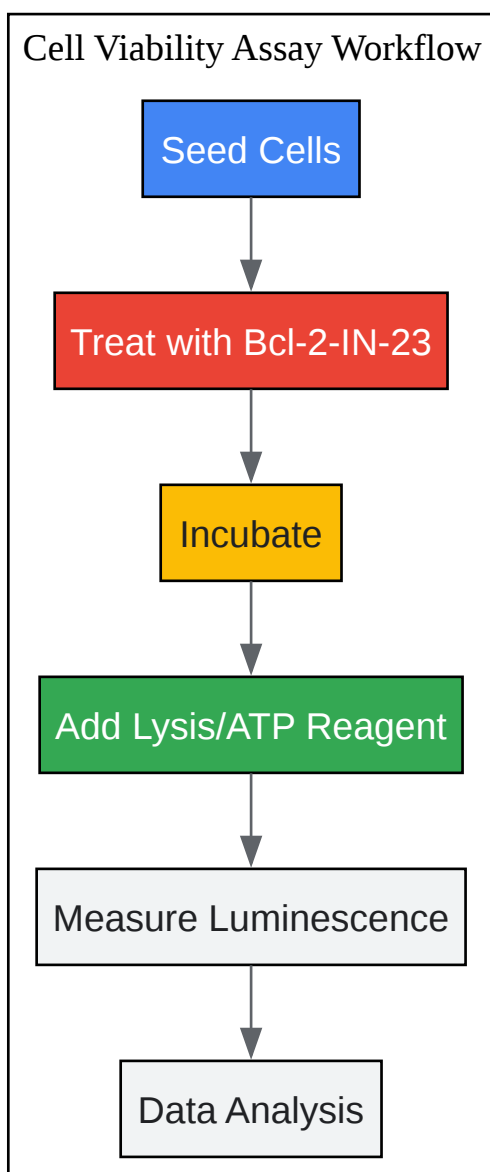 Cell Viability Assay Workflow
Seed Cells
Treat with Bcl-2-IN-23
Incubate
Add Lysis/ATP Reagent
Measure Luminescence
Data Analysis